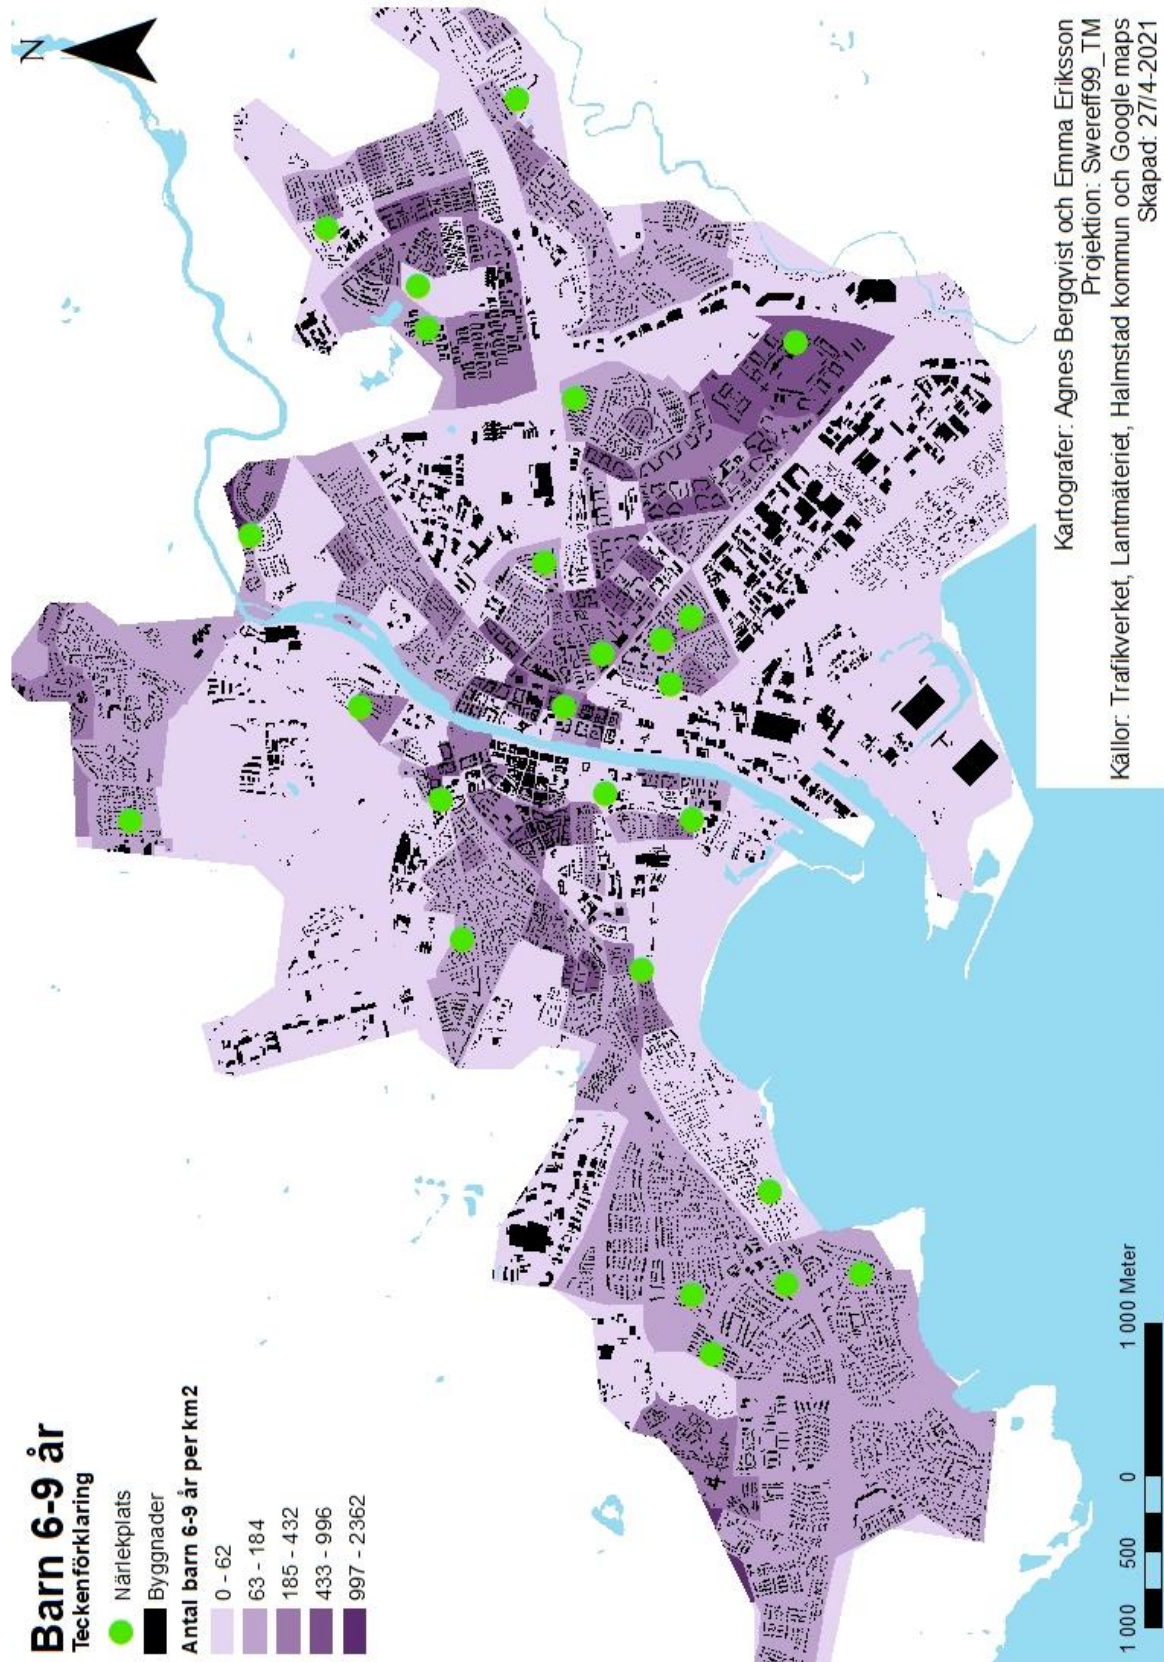 Barn 6-9 år
Teckenförklaring
Närlekplats
Byggnader
Antal barn 6-9 år per km2
0 - 62
63 - 184
185 - 432
433 - 996
997 - 2362
N
1 000 500 0 1 000 Meter
Kartografer: Agnes Bergqvist och Emma Eriksson
Projektion: Swereff99_TM
Källor: Trafikverket, Lantmäteriet, Halmstad kommun och Google maps
Skapad: 27/4-2021